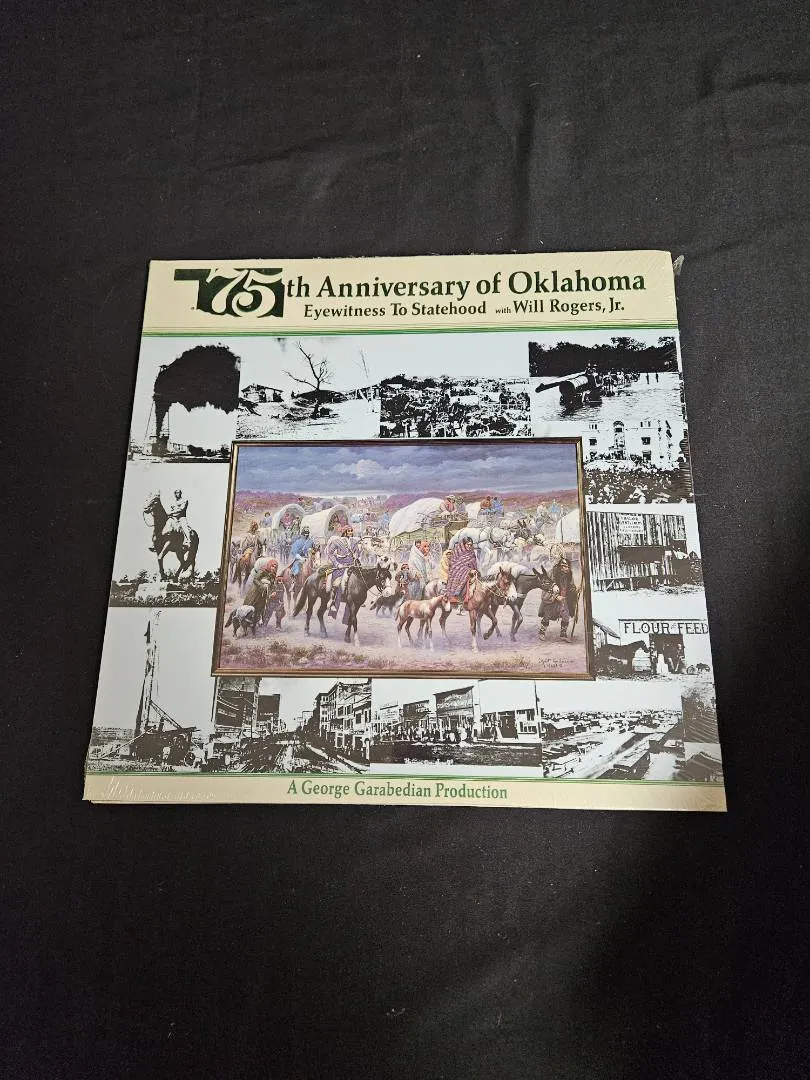 75th Anniversary of Oklahoma
Eyewitness To Statehood with Will Rogers, Jr.
FLOUR & FEED
A George Garabedian Production